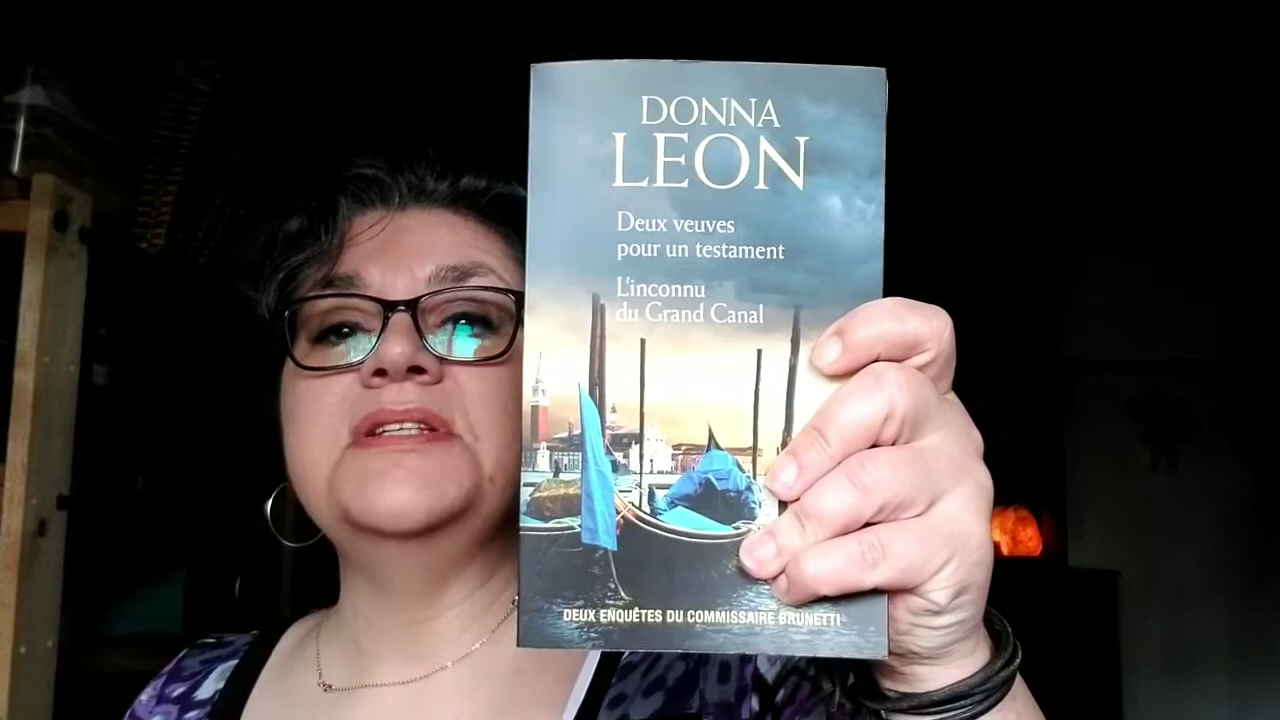 DONNA
LEON
Deux veuves
pour un testament
L'inconnu
du Grand Canal
DEUX ENQUÊTES DU COMMISSAIRE BRUNETTI